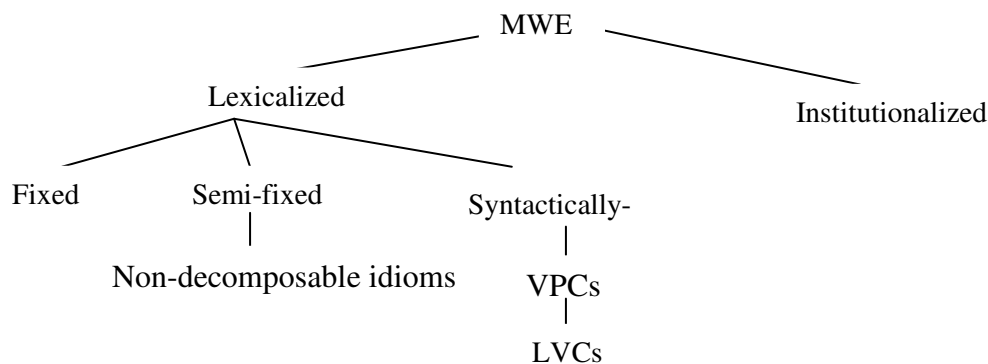 MWE
Lexicalized
Institutionalized
Fixed
Semi-fixed
Syntactically-
Non-decomposable idioms
VPCs
LVCs